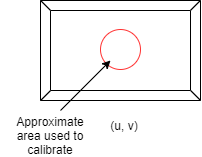 Approximate
area used to
calibrate
(u, v)